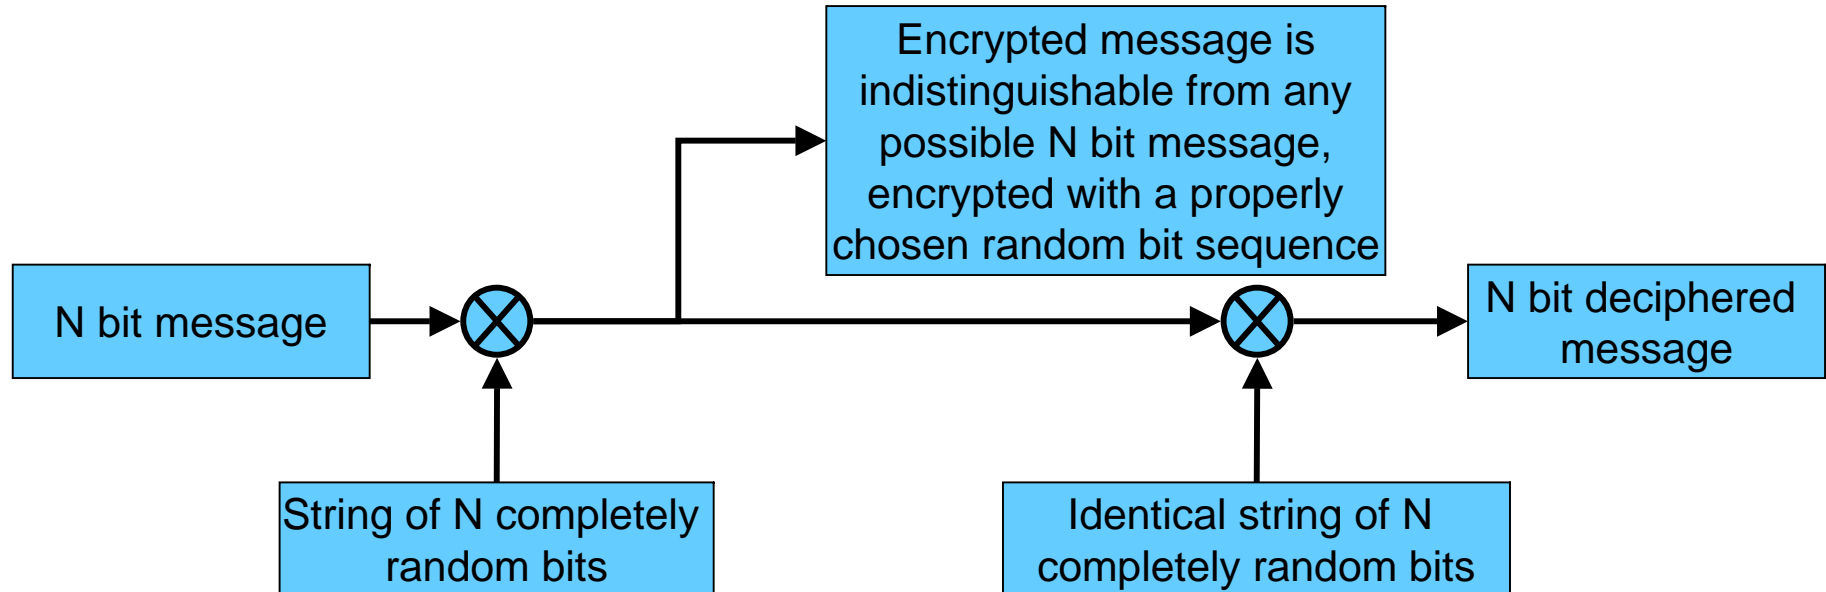 Encrypted message is
indistinguishable from any
possible N bit message,
encrypted with a properly
chosen random bit sequence
N bit message
N bit deciphered
message
String of N completely
random bits
Identical string of N
completely random bits